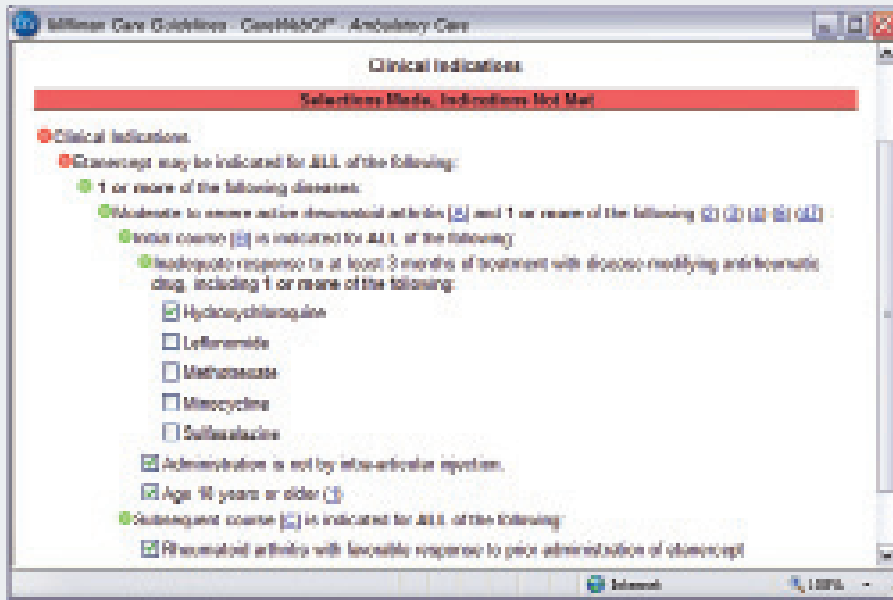 Milliman Care Guidelines - CareWebQI™ - Ambulatory Care
Clinical Indications
Selections Made, Indications Not Met
Clinical Indications
Etanercept may be indicated for ALL of the following:
1 or more of the following diseases:
Moderate to severe active rheumatoid arthritis [A] and 1 or more of the following (2) (3) (4)
Initial course [B] is indicated for ALL of the following:
Inadequate response to at least 3 months of treatment with disease modifying antirheumatic
drug, including 1 or more of the following:
Hydroxychloroquine
Leflunomide
Methotrexate
Minocycline
Sulfasalazine
Administration is not by intra-articular injection.
Age 18 years or older (1)
Subsequent course [C] is indicated for ALL of the following:
Rheumatoid arthritis with favorable response to prior administration of etanercept
Internet 100%